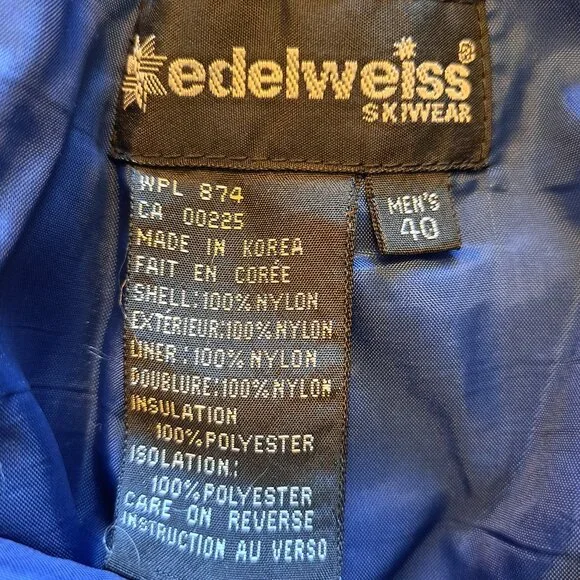 edelweiss®
SKIWEAR
WPL 874
CA 00225
MADE IN KOREA
FAIT EN CORÉE
SHELL:100%NYLON
EXTÉRIEUR:100%NYLON
LINER:100%NYLON
DOUBLURE:100%NYLON
INSULATION
100%POLYESTER
ISOLATION:
100%POLYESTER
CARE ON REVERSE
INSTRUCTION AU VERSO
MEN'S
40